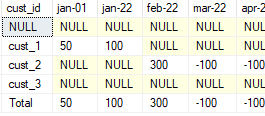 cust_id jan-01 jan-22 feb-22 mar-22 apr-2
NULL NULL NULL NULL NULL NULL
cust_1 50 100 NULL NULL NULL
cust_2 NULL NULL 300 -100 -100
cust_3 NULL NULL NULL NULL NULL
Total 50 100 300 -100 -100